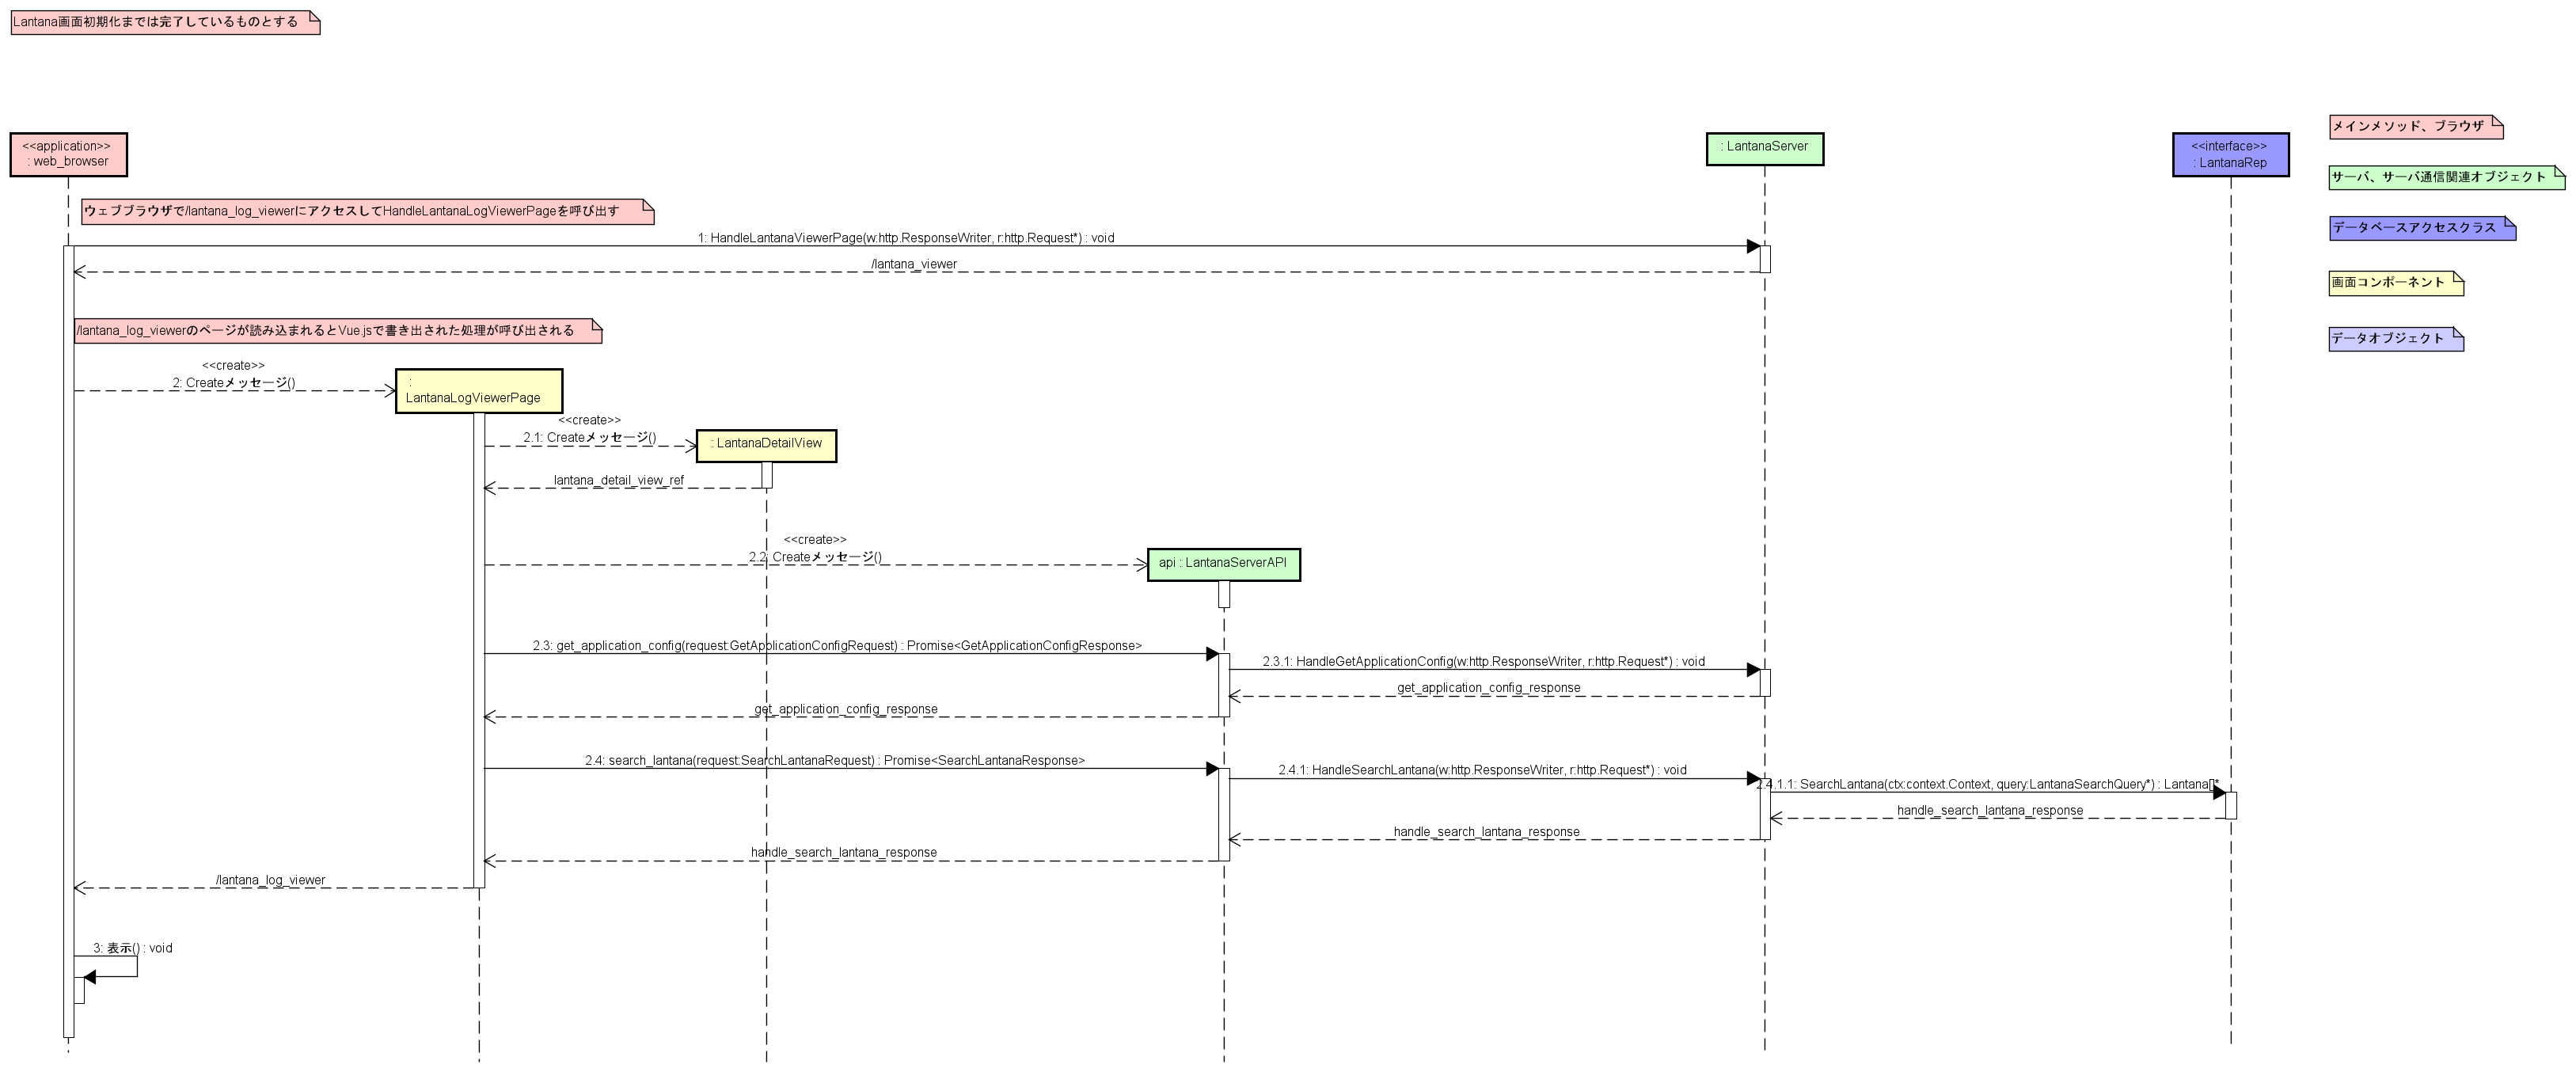 Lantana画面初期化までは完了しているものとする
<<application>>
: web_browser
: LantanaServer
<<interface>>
: LantanaRep
メインメソッド、ブラウザ
サーバ、サーバ通信関連オブジェクト
データベースアクセスクラス
画面コンポーネント
データオブジェクト
ウェブブラウザで/lantana_log_viewerにアクセスしてHandleLantanaLogViewerPageを呼び出す
1: HandleLantanaViewerPage(w:http.ResponseWriter, r:http.Request*) : void
/lantana_viewer
/lantana_log_viewerのページが読み込まれるとVue.jsで書き出された処理が呼び出される
<<create>>
2: Createメッセージ()
:
LantanaLogViewerPage
<<create>>
2.1: Createメッセージ()
: LantanaDetailView
lantana_detail_view_ref
<<create>>
2.2: Createメッセージ()
api : LantanaServerAPI
2.3: get_application_config(request:GetApplicationConfigRequest) : Promise<GetApplicationConfigResponse>
2.3.1: HandleGetApplicationConfig(w:http.ResponseWriter, r:http.Request*) : void
get_application_config_response
get_application_config_response
2.4: search_lantana(request:SearchLantanaRequest) : Promise<SearchLantanaResponse>
2.4.1: HandleSearchLantana(w:http.ResponseWriter, r:http.Request*) : void
2.4.1.1: SearchLantana(ctx:context.Context, query:LantanaSearchQuery*) : Lantana[]*
handle_search_lantana_response
handle_search_lantana_response
handle_search_lantana_response
/lantana_log_viewer
3: 表示() : void